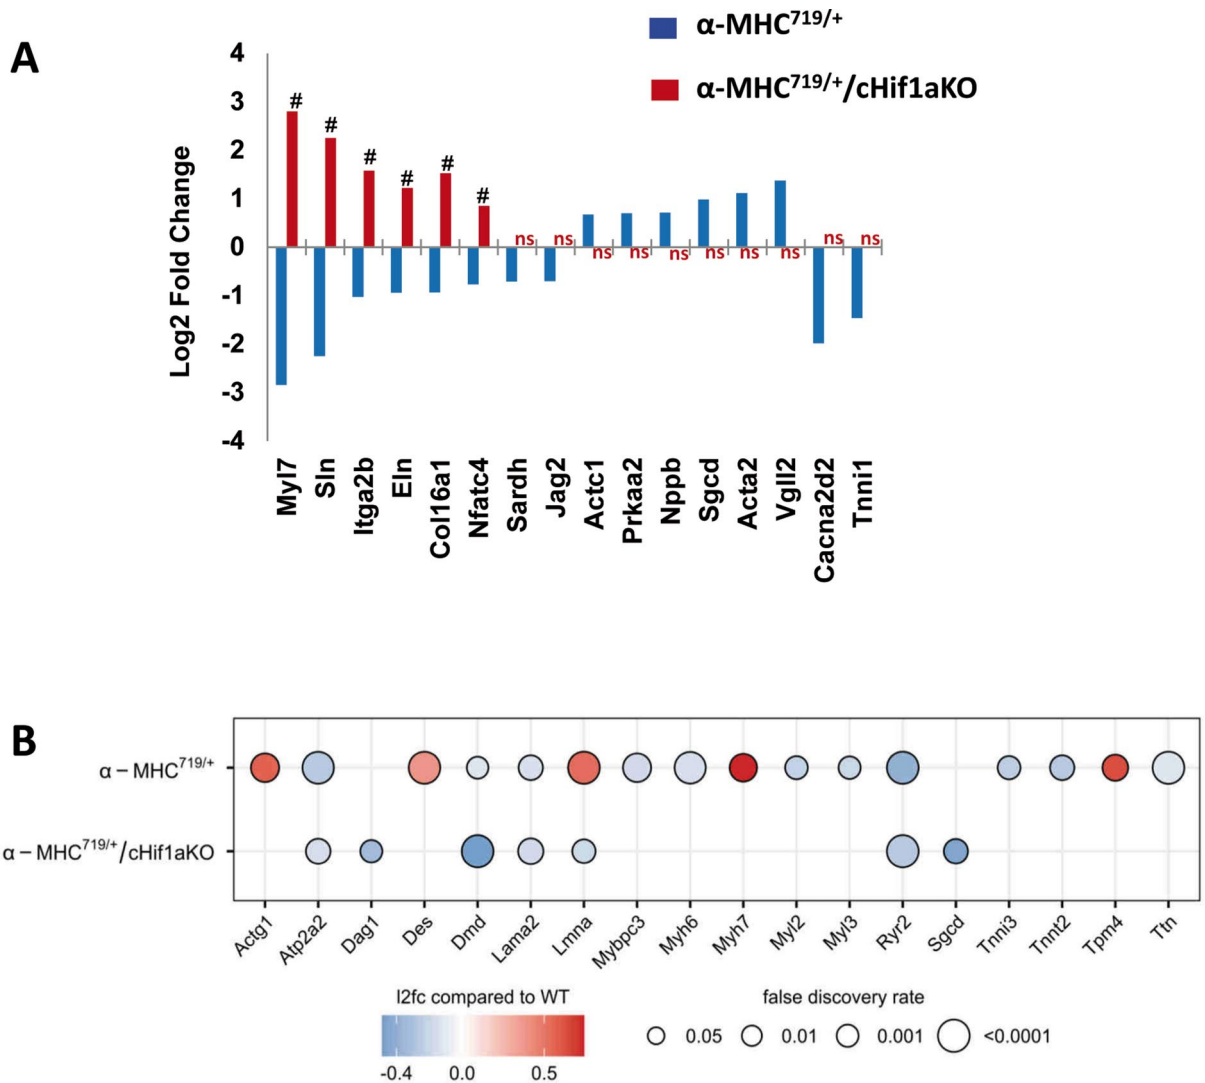 A
α-MHC719/+
α-MHC719/+/cHif1aKO
Log2 Fold Change
4
3
2
1
0
-1
-2
-3
-4
# # # # # #
ns ns ns ns ns ns ns ns ns ns
Myl7 Sln Itga2b Eln Col16a1 Nfatc4 Sardh Jag2 Actc1 Prkaa2 Nppb Sgcd Acta2 Vgll2 Cacna2d2 Tnni1
B
α – MHC719/+
α – MHC719/+/cHif1aKO
Actg1 Atp2a2 Dag1 Des Dmd Lama2 Lmna Mybpc3 Myh6 Myh7 Myl2 Myl3 Ryr2 Sgcd Tnni3 Tnnt2 Tpm4 Ttn
l2fc compared to WT
-0.4 0.0 0.5
false discovery rate
0.05 0.01 0.001 <0.0001